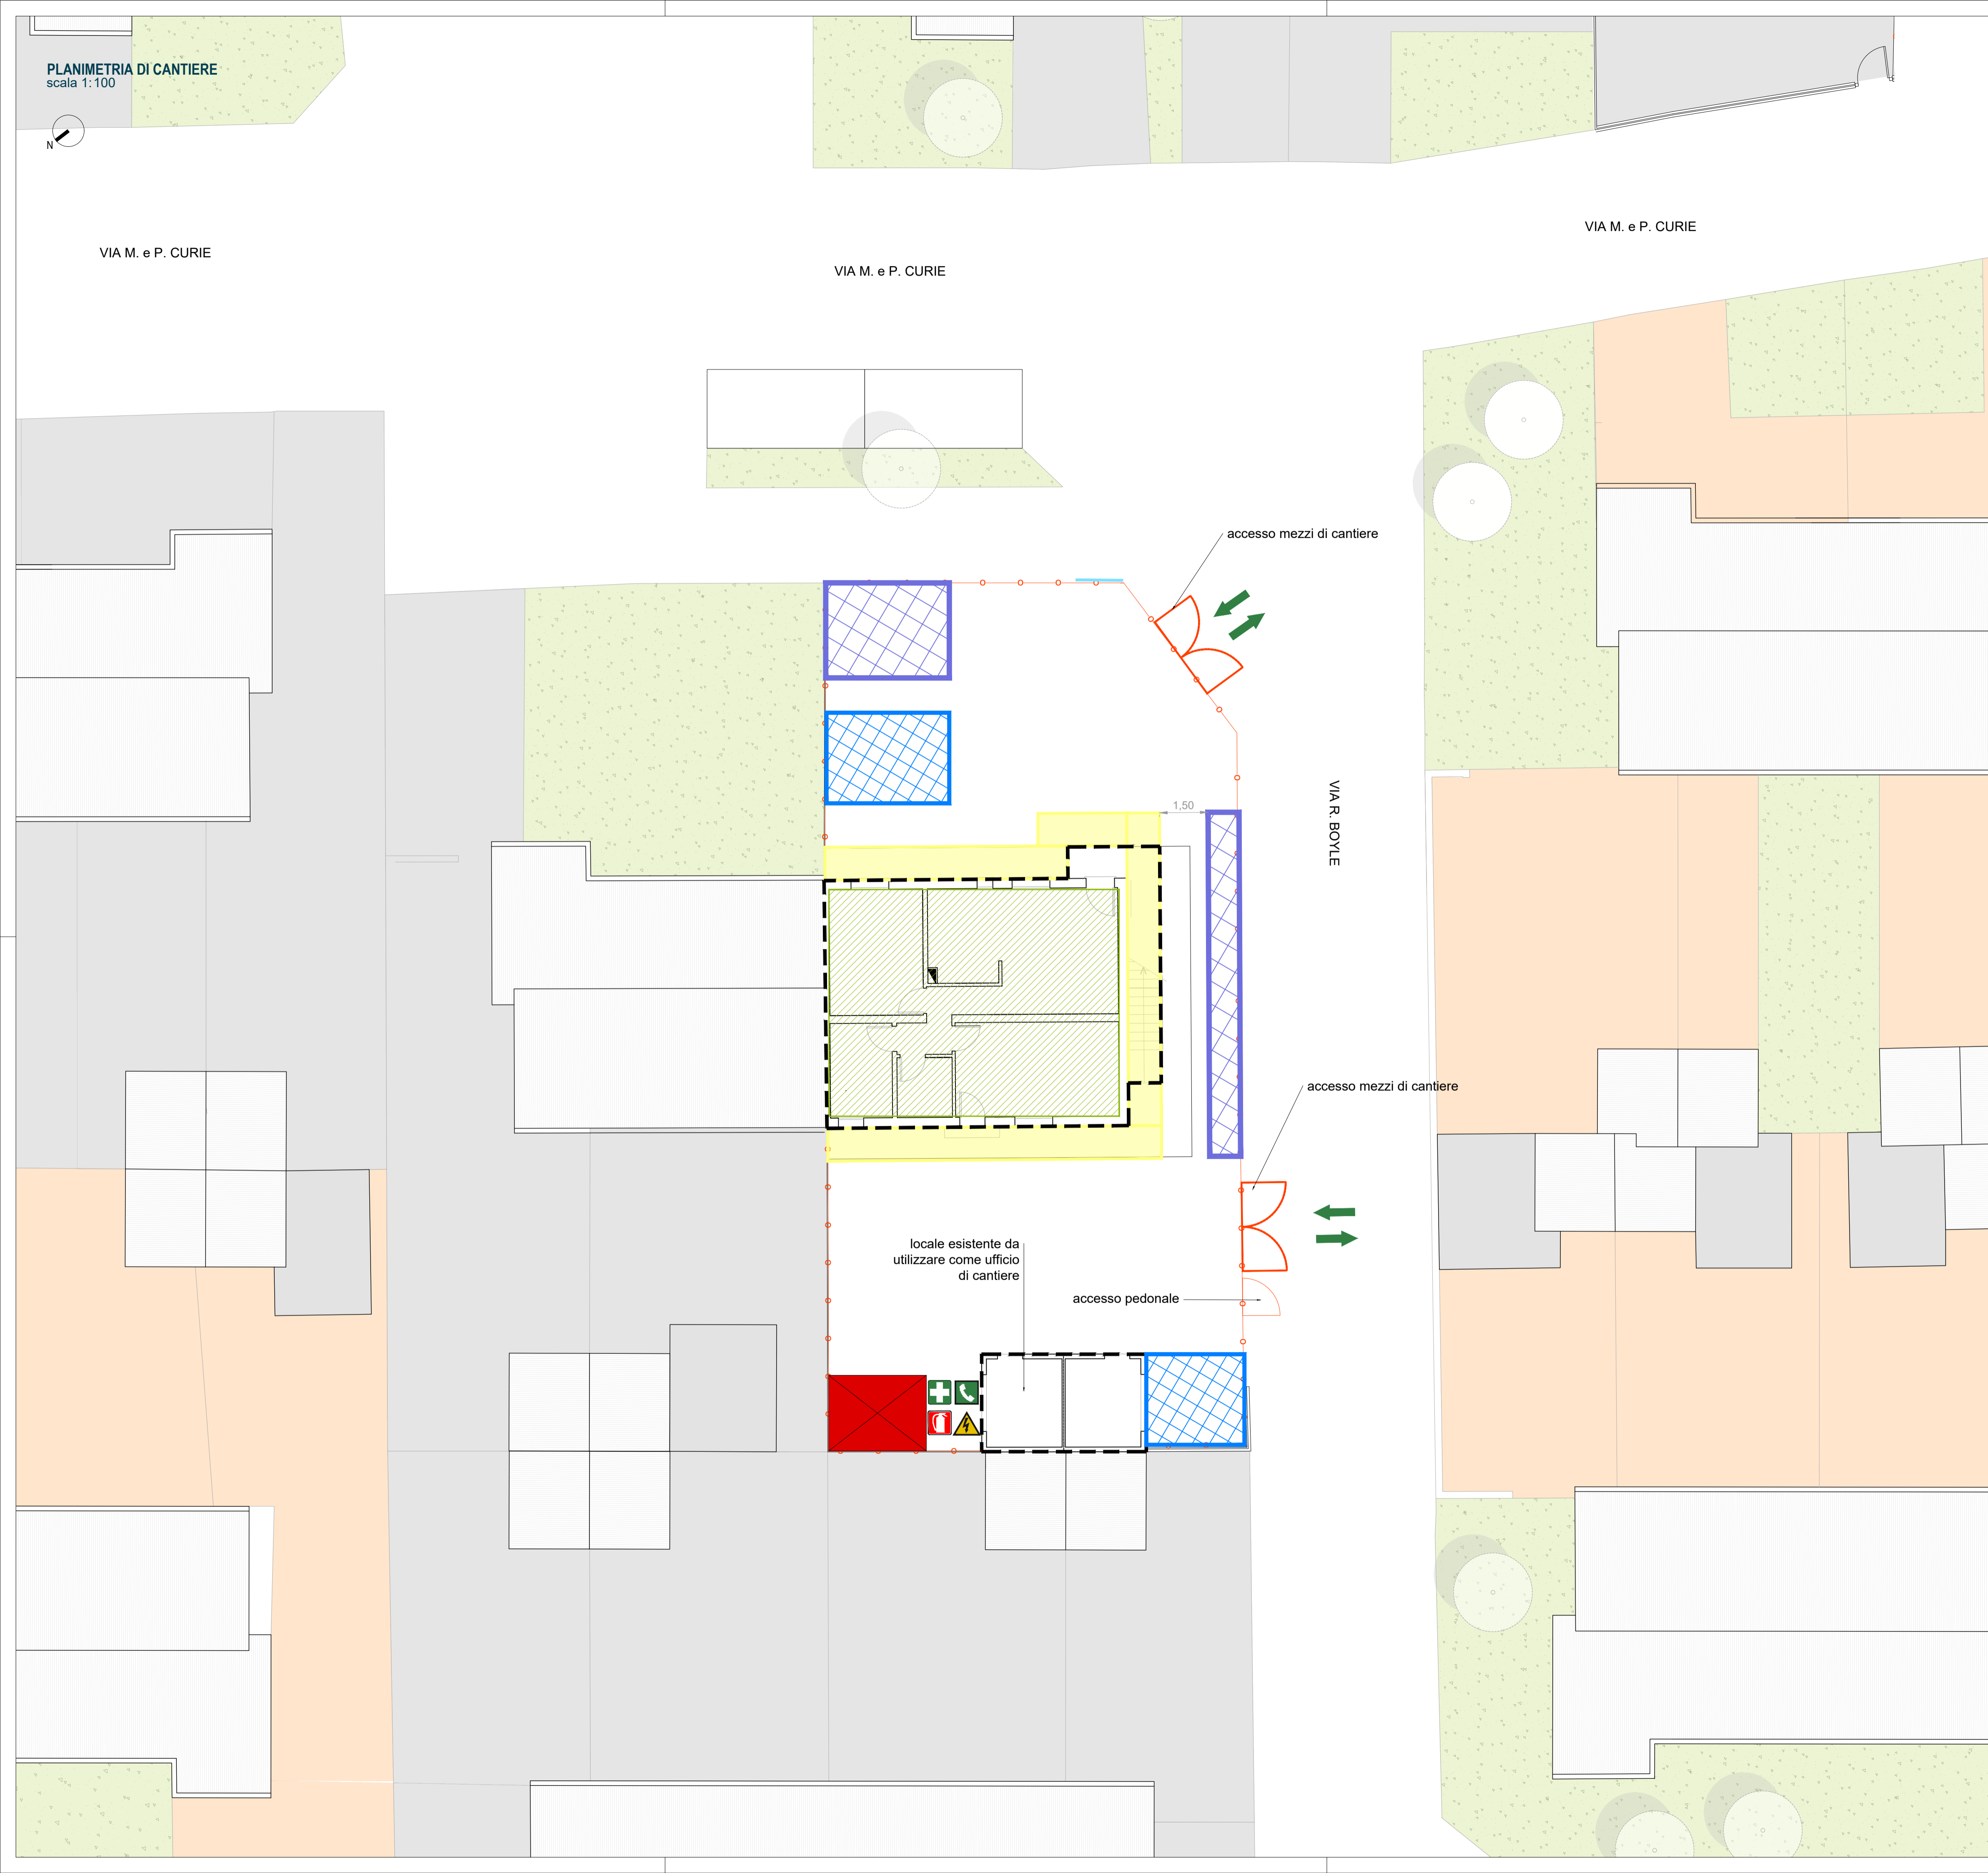 PLANIMETRIA DI CANTIERE
scala 1:100
N
VIA M. e P. CURIE
VIA M. e P. CURIE
VIA M. e P. CURIE
accesso mezzi di cantiere
1,50
VIA R. BOYLE
accesso mezzi di cantiere
locale esistente da
utilizzare come ufficio
di cantiere
accesso pedonale